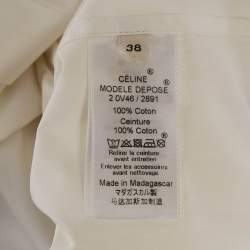 38
CÉLINE®
MODELE DEPOSE
2 0V46 / 2891
100% Coton
Ceinture
100% Coton
Retirer la ceinture
avant entretien
Enlever les accessoires
avant nettoyage
Made in Madagascar
マダガスカル製
马达加斯加制造